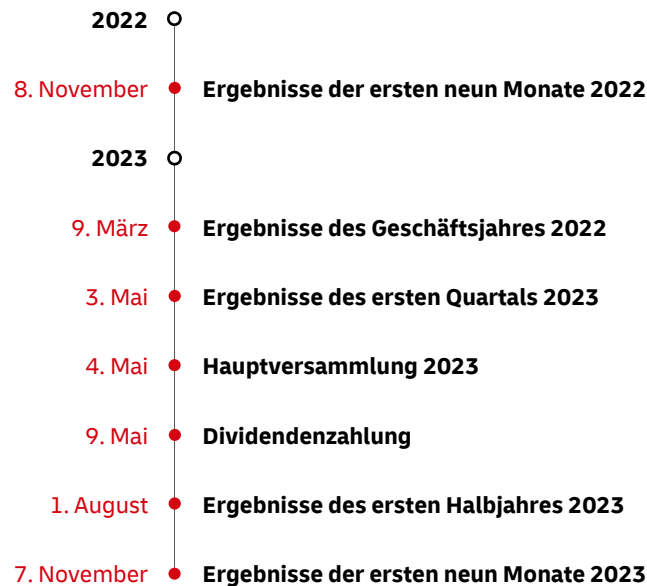 2022
8. November Ergebnisse der ersten neun Monate 2022
2023
9. März Ergebnisse des Geschäftsjahres 2022
3. Mai Ergebnisse des ersten Quartals 2023
4. Mai Hauptversammlung 2023
9. Mai Dividendenzahlung
1. August Ergebnisse des ersten Halbjahres 2023
7. November Ergebnisse der ersten neun Monate 2023